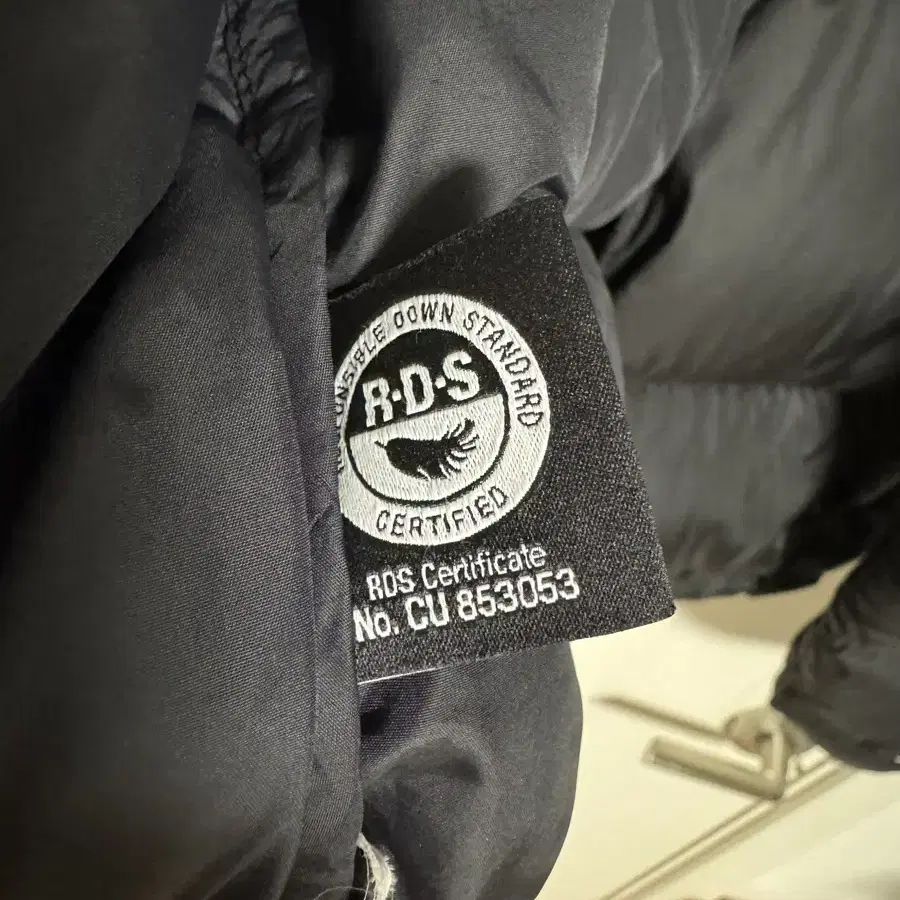 RESPONSIBLE DOWN STANDARD
R·D·S
CERTIFIED
RDS Certificate
No. CU 853053